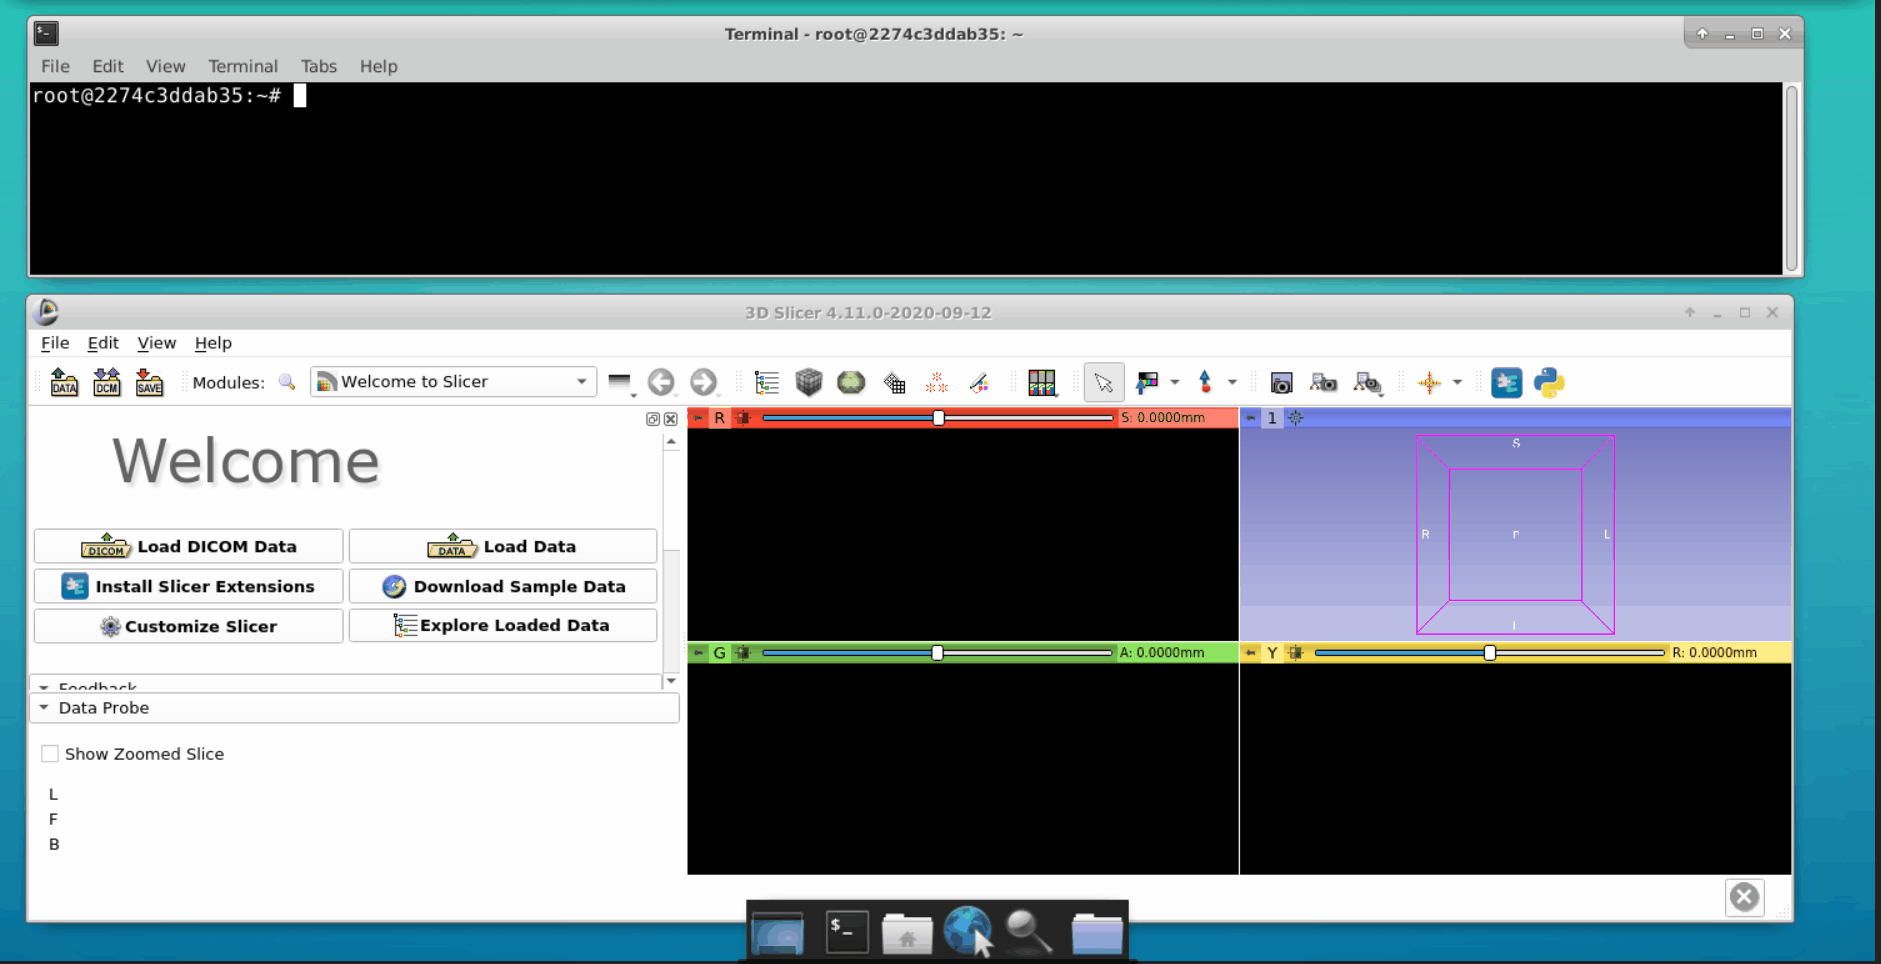 Terminal - root@2274c3ddab35: ~
File Edit View Terminal Tabs Help
root@2274c3ddab35:~#
3D Slicer 4.11.0-2020-09-12
File Edit View Help
DATA DCM SAVE Modules: Welcome to Slicer
R S: 0.0000mm
1
Welcome
S
R L
I
DICOM Load DICOM Data
DATA Load Data
Install Slicer Extensions
Download Sample Data
Customize Slicer
Explore Loaded Data
G A: 0.0000mm
Y R: 0.0000mm
Feedback
Data Probe
Show Zoomed Slice
L
F
B
$_